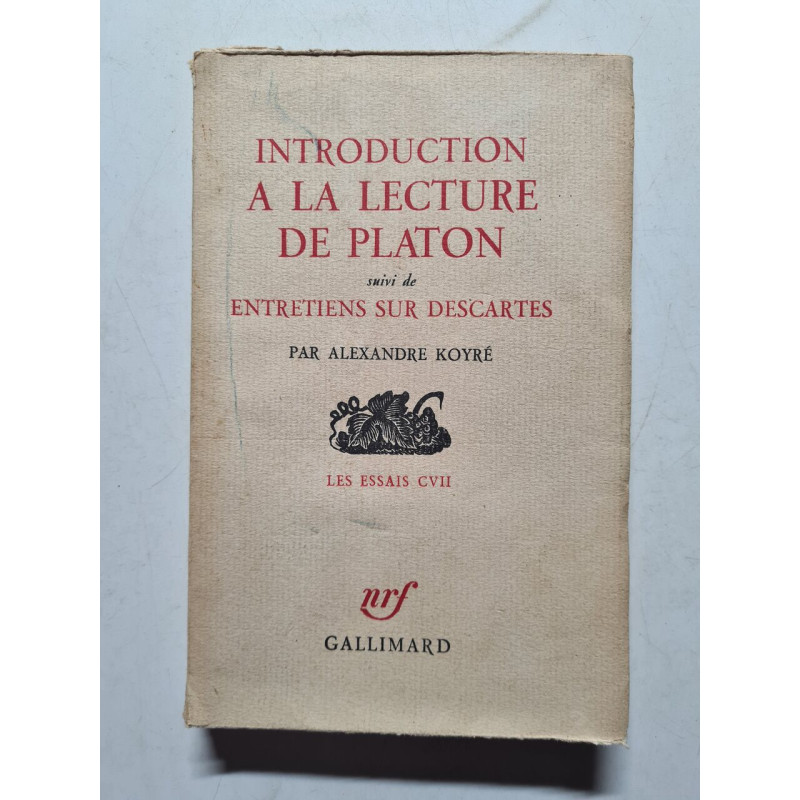 INTRODUCTION
A LA LECTURE
DE PLATON
suivi de
ENTRETIENS SUR DESCARTES
PAR ALEXANDRE KOYRÉ
LES ESSAIS CVII
nrf
GALLIMARD